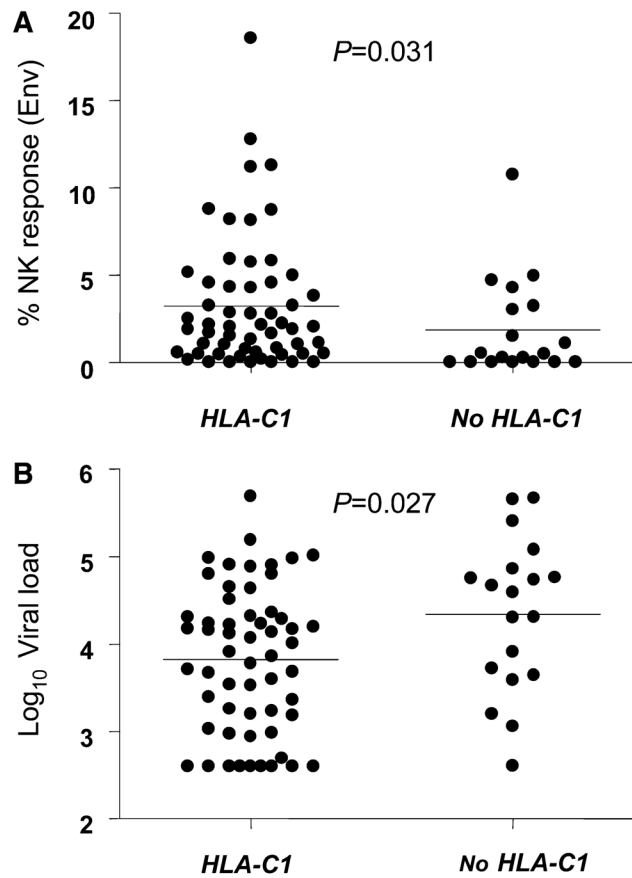 A
20
15
10
5
0
% NK response (Env)
P=0.031
HLA-C1
No HLA-C1
B
6
5
4
3
2
Log10 Viral load
P=0.027
HLA-C1
No HLA-C1